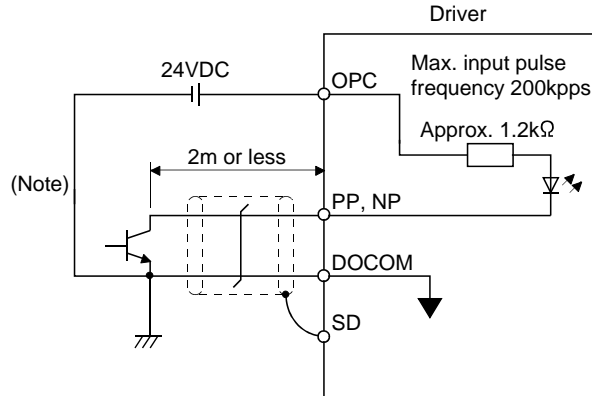 Driver
24VDC
OPC
Max. input pulse
frequency 200kpps
Approx. 1.2kΩ
2m or less
(Note)
PP, NP
DOCOM
SD